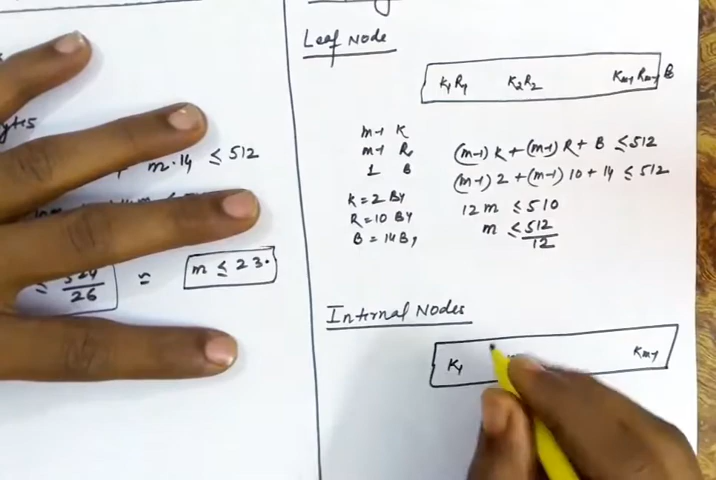 m.14 ≤ 512
26
≈ m ≤ 23.
Leaf Node
K₁R₁ K₂R₂ Kₘ₋₁Rₘ₋₁ B
m-1 K
m-1 R
1 B
K = 2 By
R = 10 By
B = 14 By
(m-1) K + (m-1) R + B ≤ 512
(m-1) 2 + (m-1) 10 + 14 ≤ 512
12 m ≤ 510
m ≤ 512
12
Internal Nodes
K₁ Kₘ₋₁